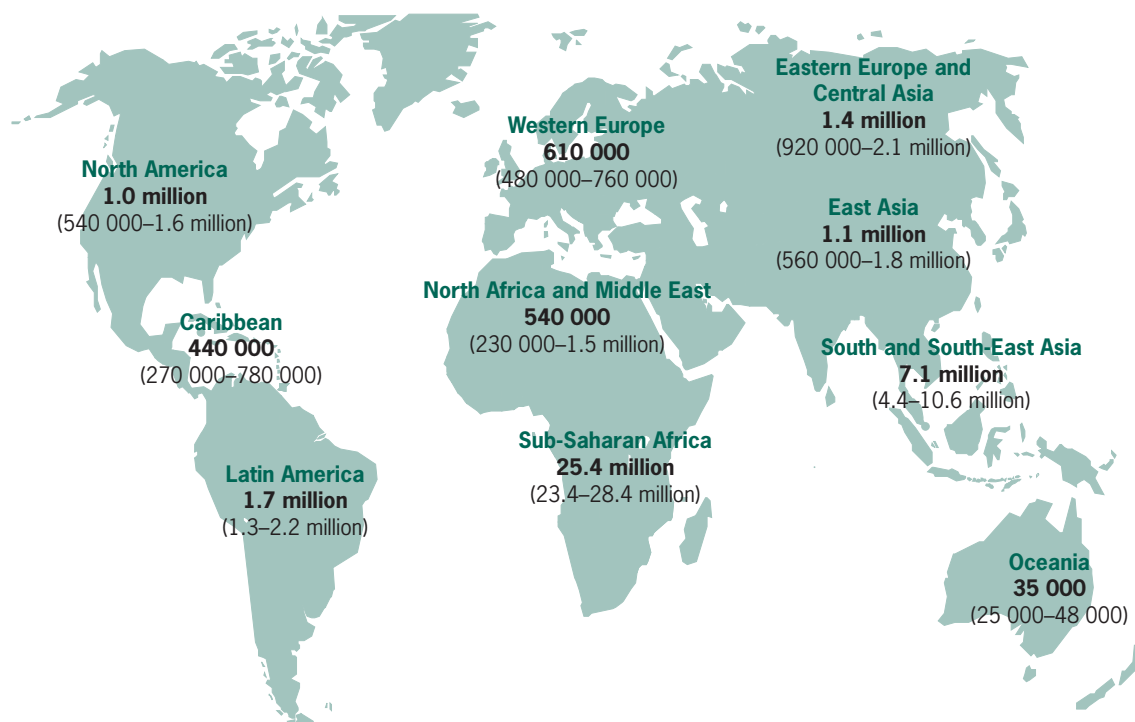 Eastern Europe and
Central Asia
1.4 million
(920 000–2.1 million)
Western Europe
610 000
(480 000–760 000)
North America
1.0 million
(540 000–1.6 million)
East Asia
1.1 million
(560 000–1.8 million)
North Africa and Middle East
540 000
(230 000–1.5 million)
Caribbean
440 000
(270 000–780 000)
South and South-East Asia
7.1 million
(4.4–10.6 million)
Sub-Saharan Africa
25.4 million
(23.4–28.4 million)
Latin America
1.7 million
(1.3–2.2 million)
Oceania
35 000
(25 000–48 000)